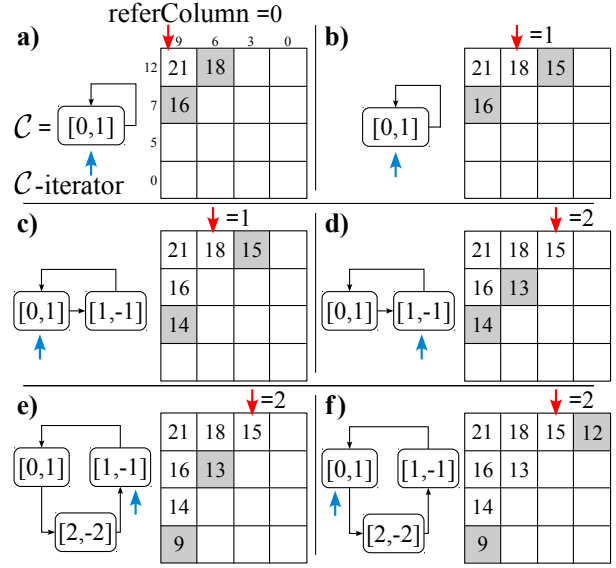 referColumn =0
a)
9 6 3 0
12 21 18
7 16
5
0
C = [0,1]
C-iterator
b)
=1
21 18 15
16
[0,1]
c)
=1
21 18 15
16
14
[0,1] [1,-1]
d)
=2
21 18 15
16 13
14
[0,1] [1,-1]
e)
=2
21 18 15
16 13
14
9
[0,1] [1,-1]
[2,-2]
f)
=2
21 18 15 12
16 13
14
9
[0,1] [1,-1]
[2,-2]